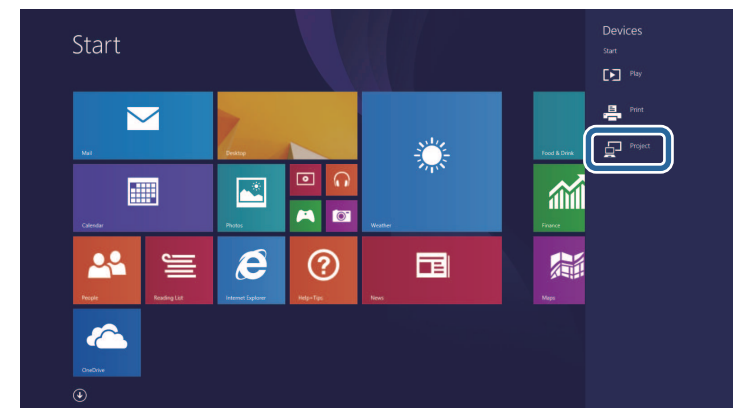 Start
Devices
Start
Play
Print
Project
Mail
Desktop
Weather
Food & Drink
Calendar
Photos
Finance
People
Reading List
Internet Explorer
Help+Tips
News
Maps
OneDrive